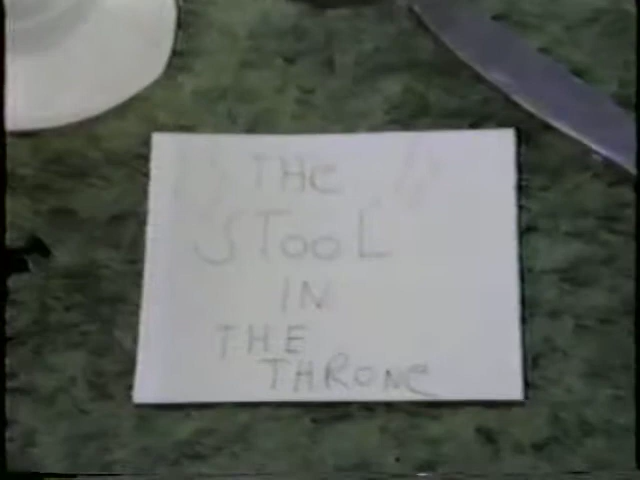 " THE "
STOOL
IN
THE
THRONE